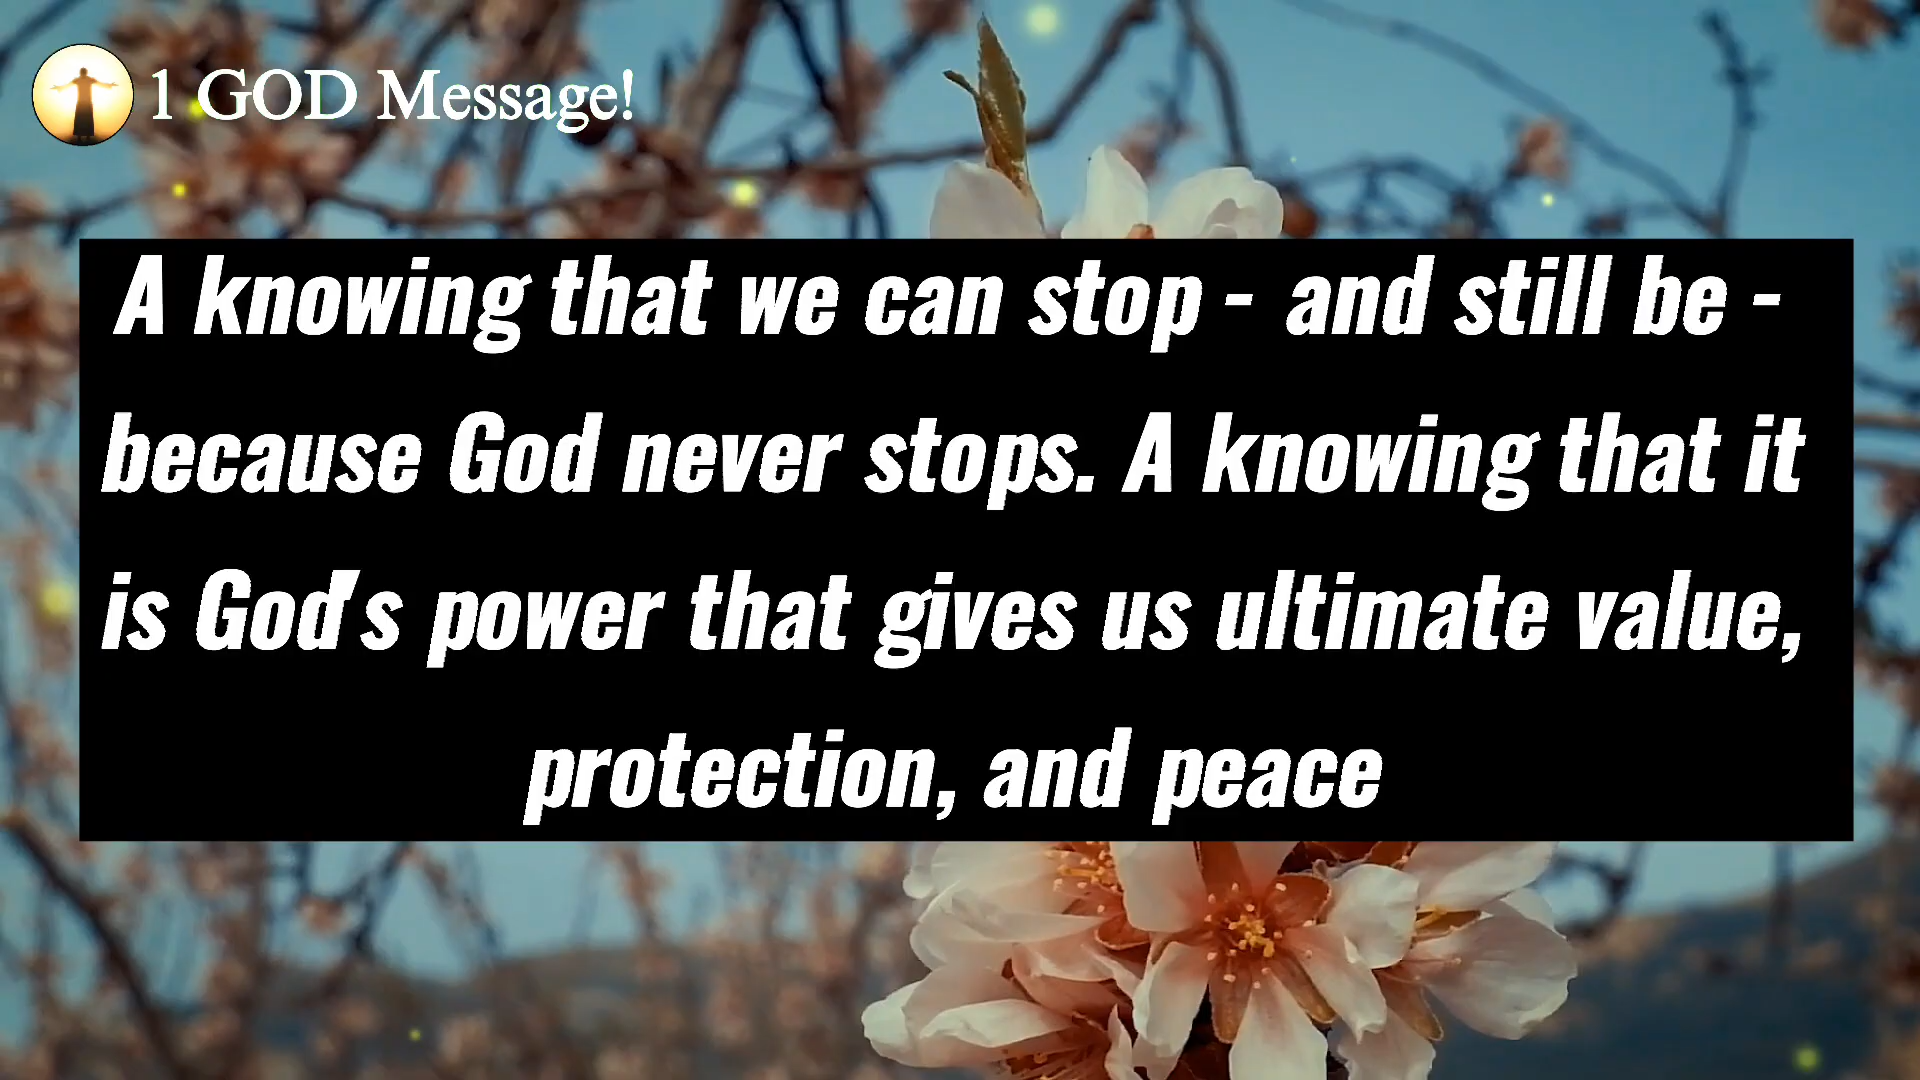 1 GOD Message!
A knowing that we can stop - and still be -
because God never stops. A knowing that it
is God's power that gives us ultimate value,
protection, and peace